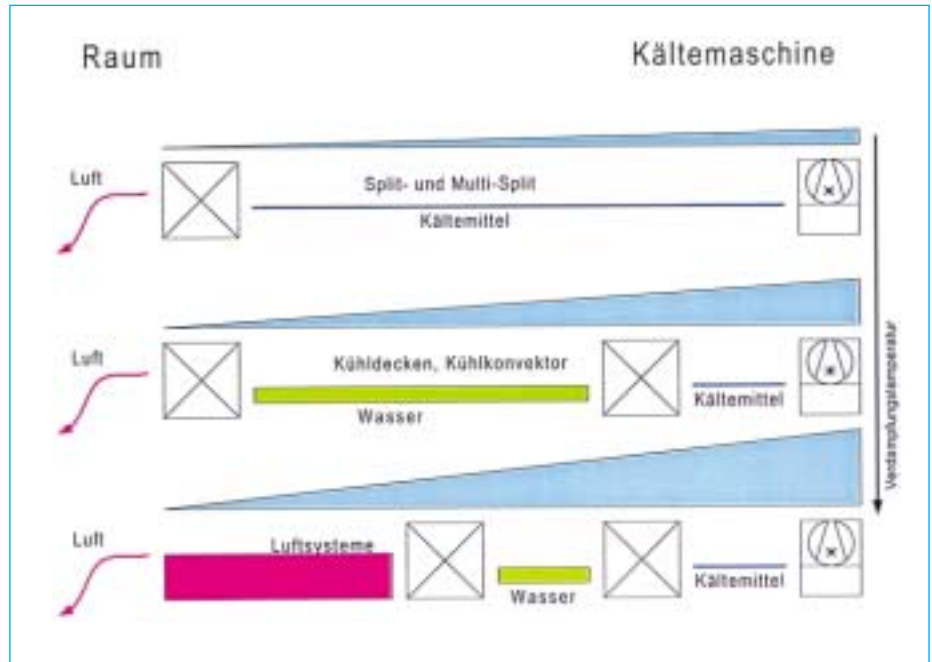 Raum
Kältemaschine
Luft
Split- und Multi-Split
Kältemittel
Luft
Kühldecken, Kühlkonvektor
Wasser
Kältemittel
Verdampfungstemperatur
Luft
Luftsysteme
Wasser
Kältemittel